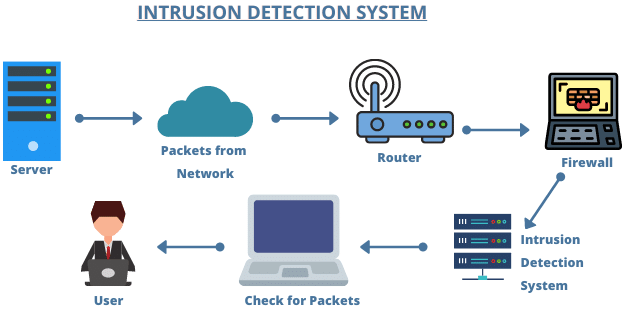 INTRUSION DETECTION SYSTEM
Server
Packets from
Network
Router
Firewall
User
Check for Packets
Intrusion
Detection
System